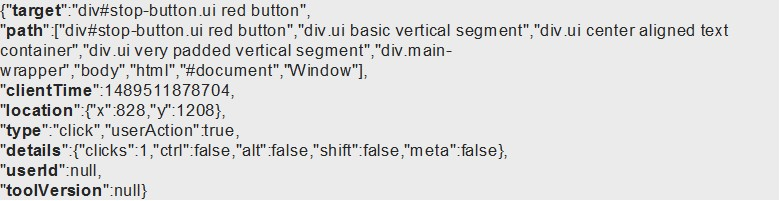 {"target":"div#stop-button.ui red button",
"path":["div#stop-button.ui red button","div.ui basic vertical segment","div.ui center aligned text
container","div.ui very padded vertical segment","div.main-
wrapper","body","html","#document","Window"],
"clientTime":1489511878704,
"location":{"x":828,"y":1208},
"type":"click","userAction":true,
"details":{"clicks":1,"ctrl":false,"alt":false,"shift":false,"meta":false},
"userId":null,
"toolVersion":null}